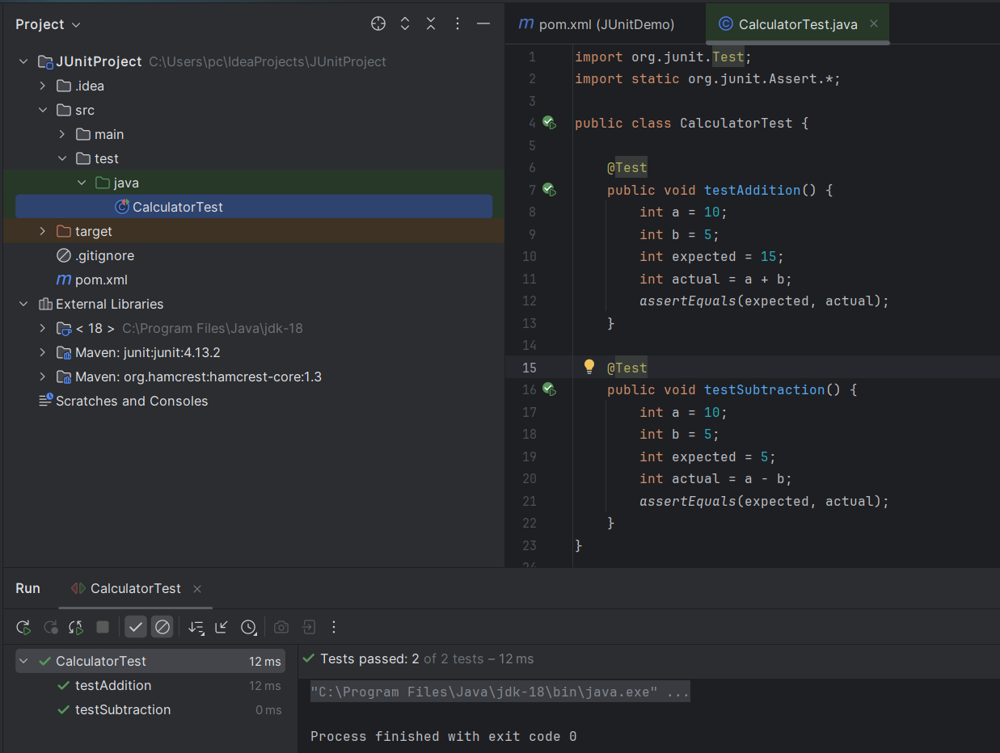 Project
JUnitProject C:\Users\pc\IdeaProjects\JUnitProject
.idea
src
main
test
java
CalculatorTest
target
.gitignore
m pom.xml
External Libraries
< 18 > C:\Program Files\Java\jdk-18
Maven: junit:junit:4.13.2
Maven: org.hamcrest:hamcrest-core:1.3
Scratches and Consoles
m pom.xml (JUnitDemo) C CalculatorTest.java
1 import org.junit.Test;
2 import static org.junit.Assert.*;
3
4 public class CalculatorTest {
5
6     @Test
7     public void testAddition() {
8         int a = 10;
9         int b = 5;
10         int expected = 15;
11         int actual = a + b;
12         assertEquals(expected, actual);
13     }
14
15     @Test
16     public void testSubtraction() {
17         int a = 10;
18         int b = 5;
19         int expected = 5;
20         int actual = a - b;
21         assertEquals(expected, actual);
22     }
23 }
24
Run CalculatorTest
CalculatorTest 12 ms
testAddition 12 ms
testSubtraction 0 ms
Tests passed: 2 of 2 tests – 12 ms
"C:\Program Files\Java\jdk-18\bin\java.exe" ...
Process finished with exit code 0